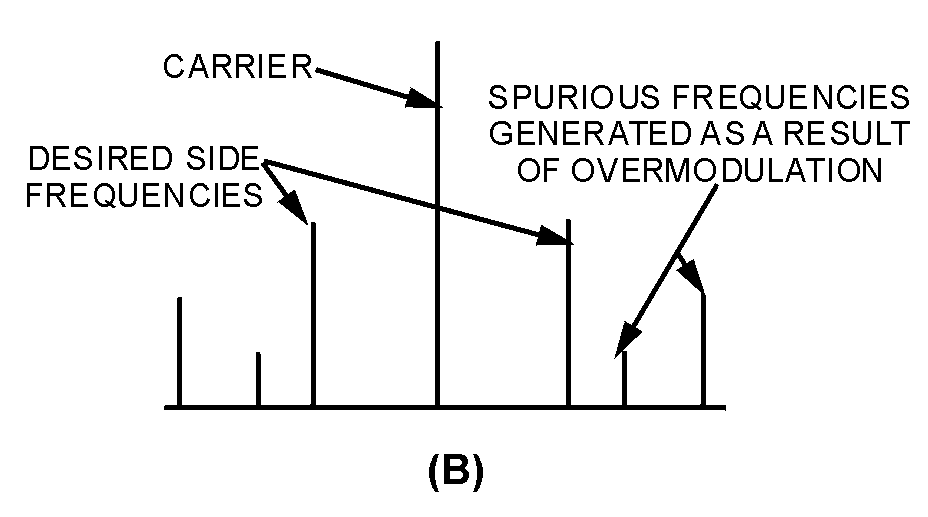 CARRIER
SPURIOUS FREQUENCIES
GENERATED AS A RESULT
OF OVERMODULATION
DESIRED SIDE
FREQUENCIES
(B)